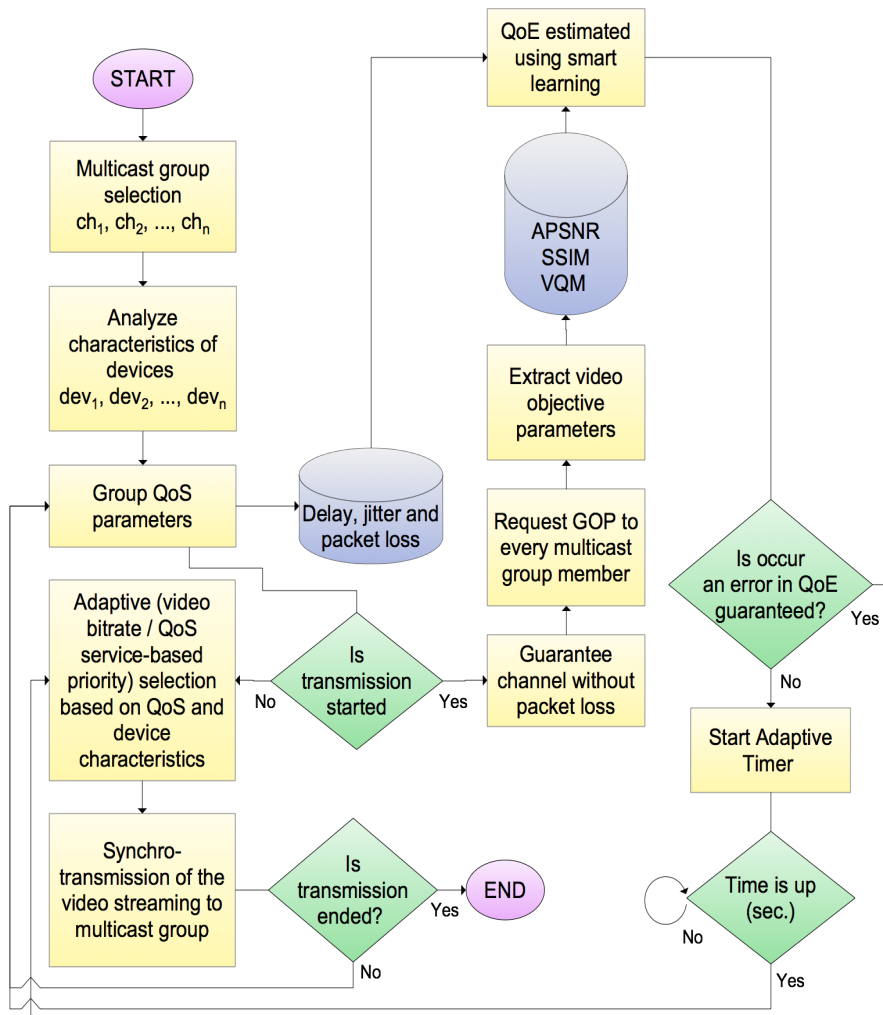 START
Multicast group
selection
ch1, ch2, ..., chn
Analyze
characteristics of
devices
dev1, dev2, ..., devn
Group QoS
parameters
Delay, jitter and
packet loss
Adaptive (video
bitrate / QoS
service-based
priority) selection
based on QoS and
device
characteristics
No
Is
transmission
started
Yes
Synchro-
transmission of the
video streaming to
multicast group
Is
transmission
ended?
Yes
No
END
Guarantee
channel without
packet loss
Request GOP to
every multicast
group member
Extract video
objective
parameters
APSNR
SSIM
VQM
QoE estimated
using smart
learning
Is occur
an error in QoE
guaranteed?
Yes
No
Start Adaptive
Timer
Time is up
(sec.)
No
Yes